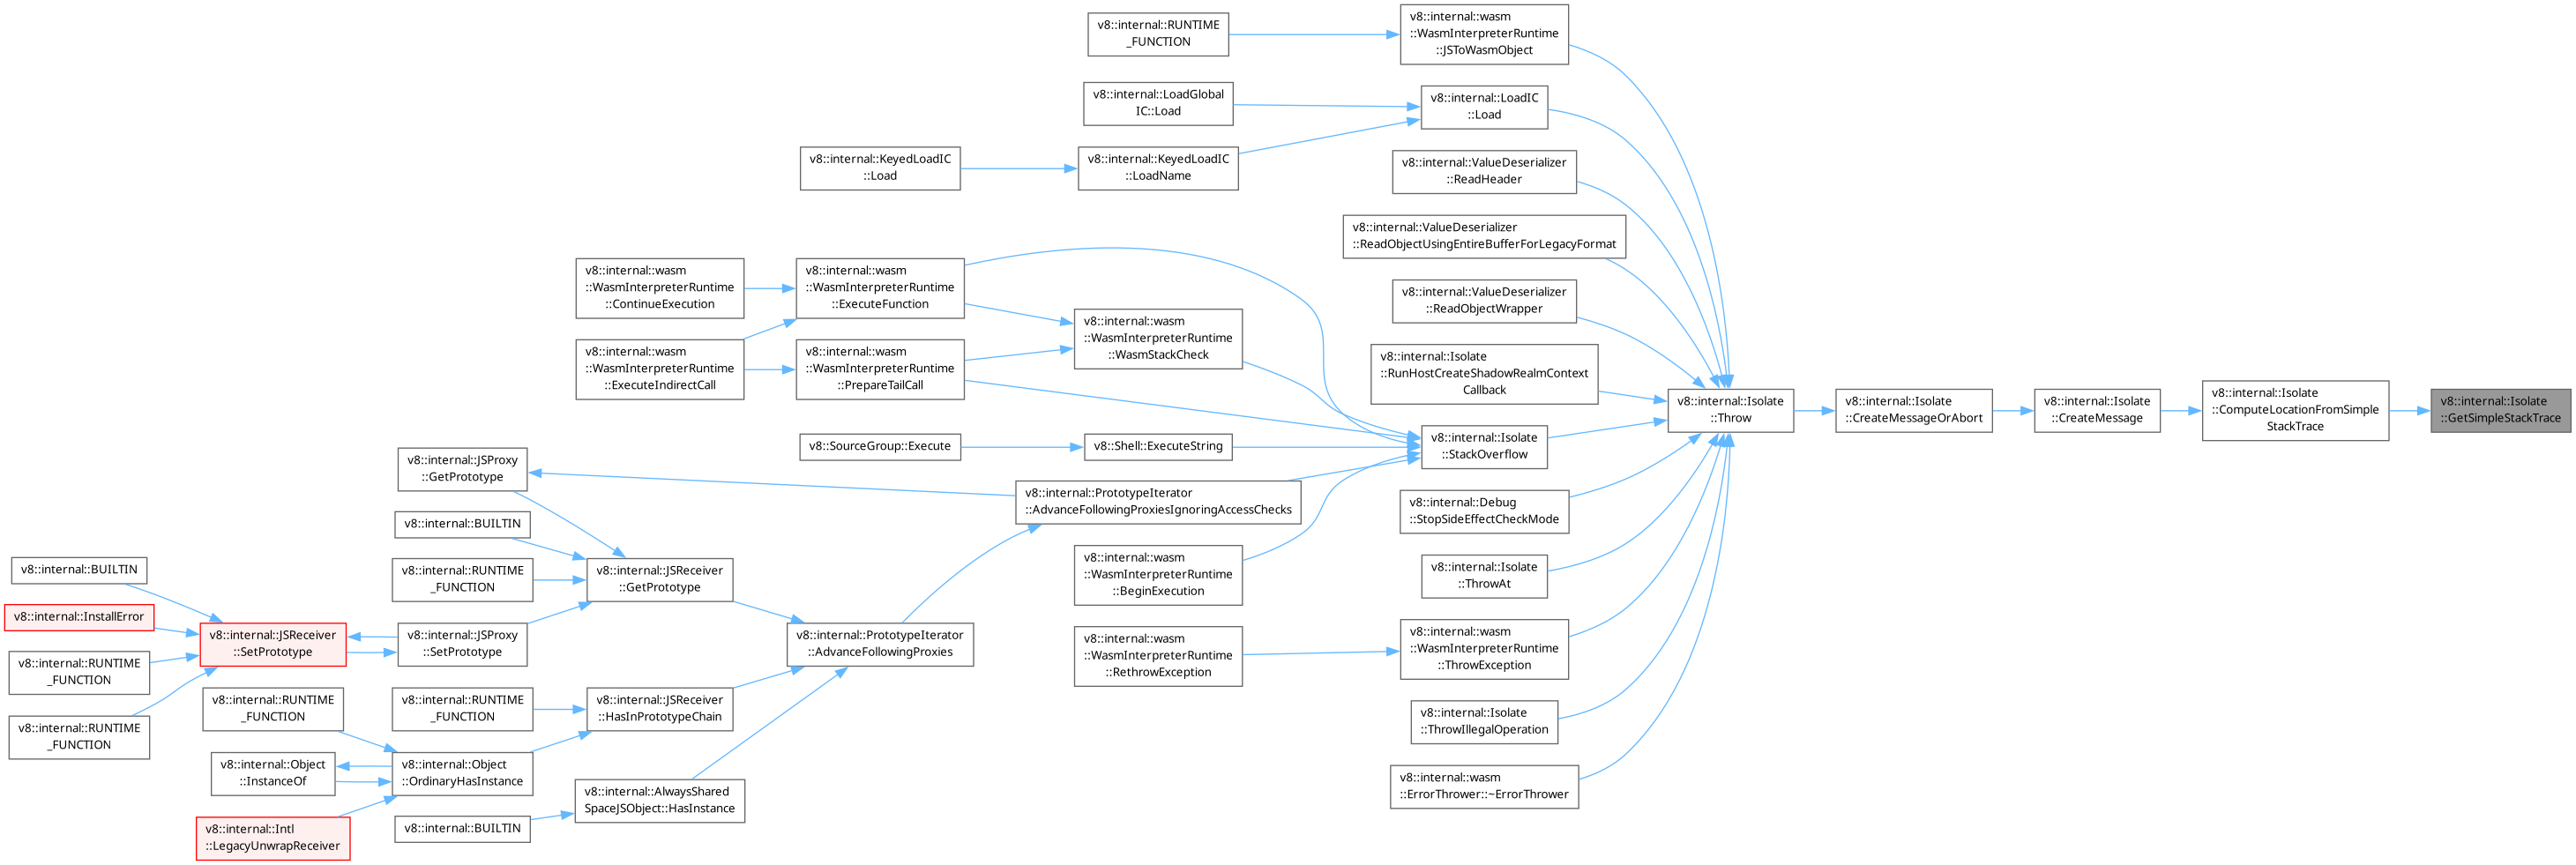 v8::internal::wasm
::WasmInterpreterRuntime
::JSToWasmObject
v8::internal::RUNTIME
_FUNCTION
v8::internal::LoadGlobal
IC::Load
v8::internal::LoadIC
::Load
v8::internal::KeyedLoadIC
::Load
v8::internal::KeyedLoadIC
::LoadName
v8::internal::ValueDeserializer
::ReadHeader
v8::internal::ValueDeserializer
::ReadObjectUsingEntireBufferForLegacyFormat
v8::internal::wasm
::WasmInterpreterRuntime
::ContinueExecution
v8::internal::wasm
::WasmInterpreterRuntime
::ExecuteFunction
v8::internal::ValueDeserializer
::ReadObjectWrapper
v8::internal::wasm
::WasmInterpreterRuntime
::WasmStackCheck
v8::internal::wasm
::WasmInterpreterRuntime
::ExecuteIndirectCall
v8::internal::wasm
::WasmInterpreterRuntime
::PrepareTailCall
v8::internal::Isolate
::RunHostCreateShadowRealmContext
Callback
v8::internal::Isolate
::Throw
v8::internal::Isolate
::CreateMessageOrAbort
v8::internal::Isolate
::CreateMessage
v8::internal::Isolate
::ComputeLocationFromSimple
StackTrace
v8::internal::Isolate
::GetSimpleStackTrace
v8::SourceGroup::Execute
v8::Shell::ExecuteString
v8::internal::Isolate
::StackOverflow
v8::internal::JSProxy
::GetPrototype
v8::internal::PrototypeIterator
::AdvanceFollowingProxiesIgnoringAccessChecks
v8::internal::Debug
::StopSideEffectCheckMode
v8::internal::BUILTIN
v8::internal::BUILTIN
v8::internal::RUNTIME
_FUNCTION
v8::internal::JSReceiver
::GetPrototype
v8::internal::wasm
::WasmInterpreterRuntime
::BeginExecution
v8::internal::Isolate
::ThrowAt
v8::internal::InstallError
v8::internal::JSReceiver
::SetPrototype
v8::internal::JSProxy
::SetPrototype
v8::internal::PrototypeIterator
::AdvanceFollowingProxies
v8::internal::wasm
::WasmInterpreterRuntime
::RethrowException
v8::internal::wasm
::WasmInterpreterRuntime
::ThrowException
v8::internal::RUNTIME
_FUNCTION
v8::internal::RUNTIME
_FUNCTION
v8::internal::RUNTIME
_FUNCTION
v8::internal::RUNTIME
_FUNCTION
v8::internal::JSReceiver
::HasInPrototypeChain
v8::internal::Isolate
::ThrowIllegalOperation
v8::internal::Object
::InstanceOf
v8::internal::Object
::OrdinaryHasInstance
v8::internal::AlwaysShared
SpaceJSObject::HasInstance
v8::internal::wasm
::ErrorThrower::~ErrorThrower
v8::internal::Intl
::LegacyUnwrapReceiver
v8::internal::BUILTIN